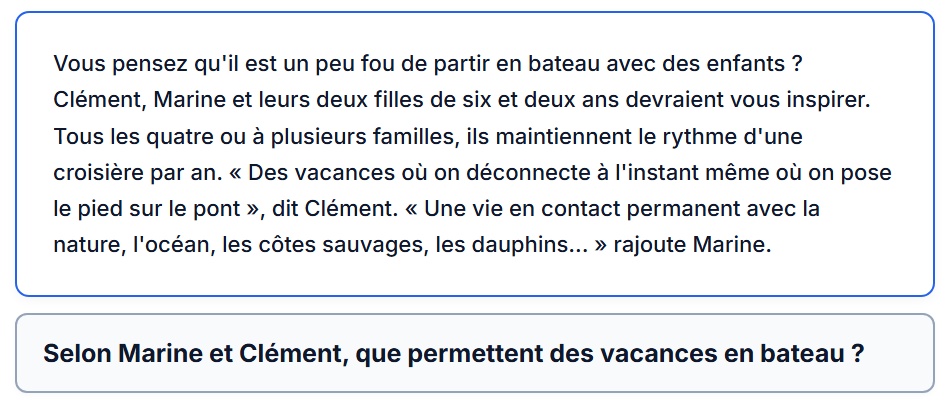 Vous pensez qu'il est un peu fou de partir en bateau avec des enfants ?
Clément, Marine et leurs deux filles de six et deux ans devraient vous inspirer.
Tous les quatre ou à plusieurs familles, ils maintiennent le rythme d'une
croisière par an. « Des vacances où on déconnecte à l'instant même où on pose
le pied sur le pont », dit Clément. « Une vie en contact permanent avec la
nature, l'océan, les côtes sauvages, les dauphins... » rajoute Marine.
Selon Marine et Clément, que permettent des vacances en bateau ?